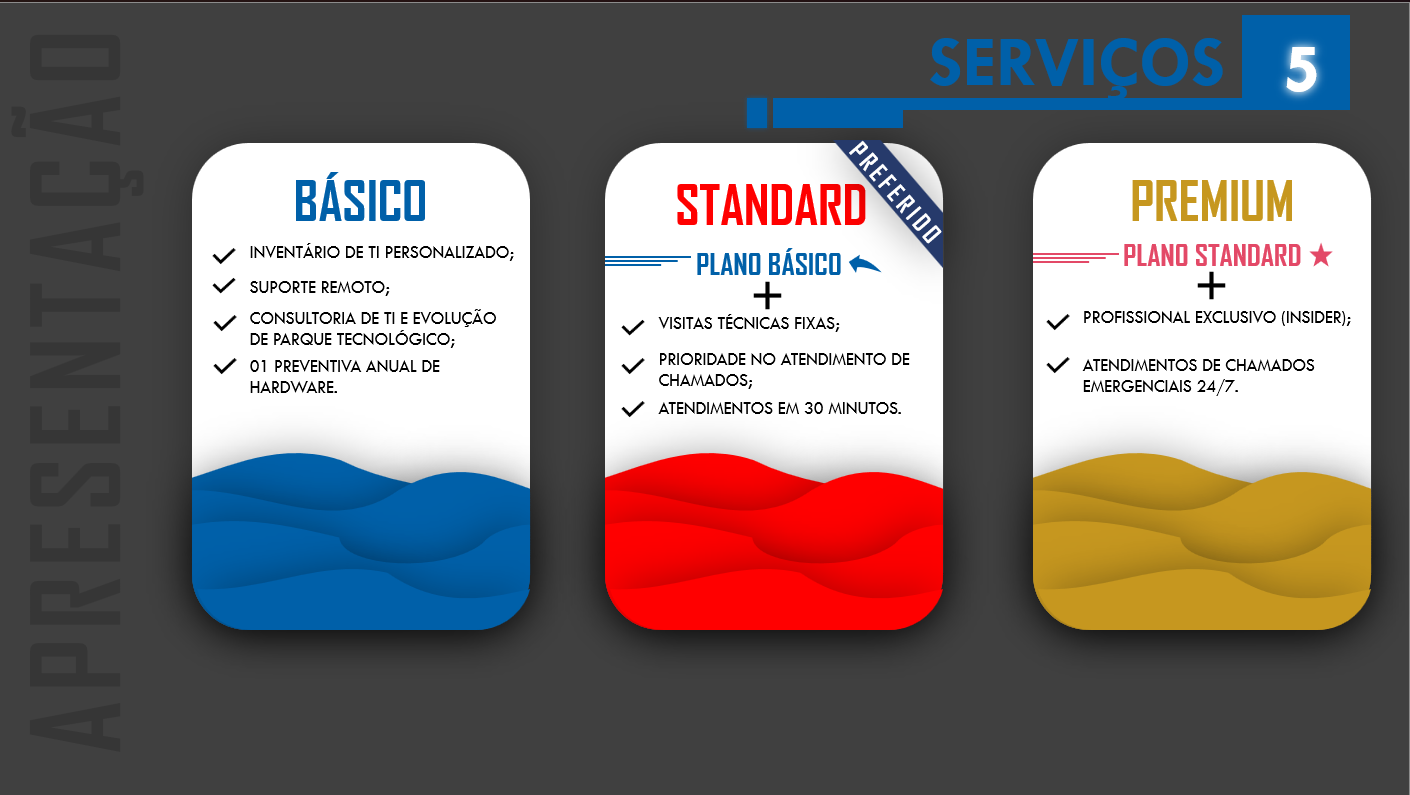 APRESENTAÇÃO
SERVIÇOS
5
BÁSICO
INVENTÁRIO DE TI PERSONALIZADO;
SUPORTE REMOTO;
CONSULTORIA DE TI E EVOLUÇÃO
DE PARQUE TECNOLÓGICO;
01 PREVENTIVA ANUAL DE
HARDWARE.
PREFERIDO
STANDARD
PLANO BÁSICO
+
VISITAS TÉCNICAS FIXAS;
PRIORIDADE NO ATENDIMENTO DE
CHAMADOS;
ATENDIMENTOS EM 30 MINUTOS.
PREMIUM
PLANO STANDARD
+
PROFISSIONAL EXCLUSIVO (INSIDER);
ATENDIMENTOS DE CHAMADOS
EMERGENCIAIS 24/7.